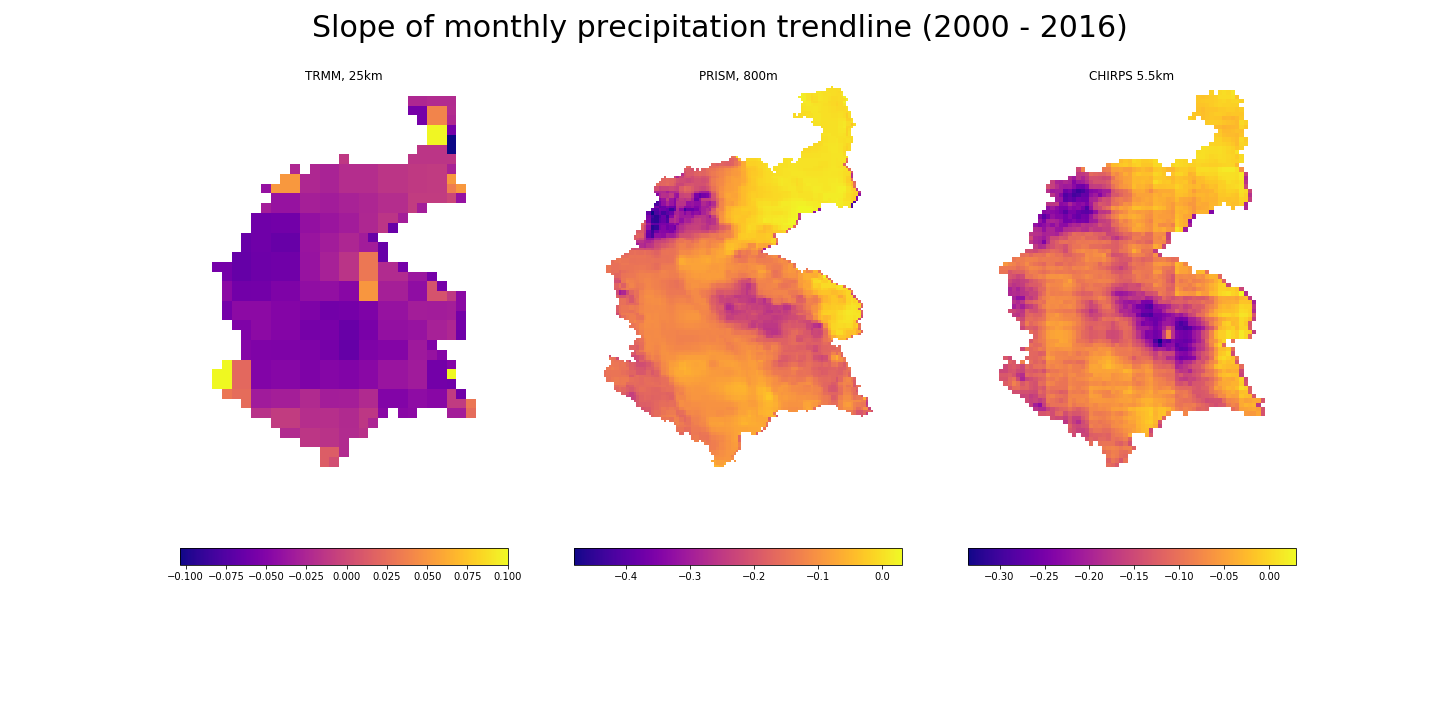 Slope of monthly precipitation trendline (2000 - 2016)
TRMM, 25km
PRISM, 800m
CHIRPS 5.5km
−0.100 −0.075 −0.050 −0.025 0.000 0.025 0.050 0.075 0.100
−0.4 −0.3 −0.2 −0.1 0.0
−0.30 −0.25 −0.20 −0.15 −0.10 −0.05 0.00